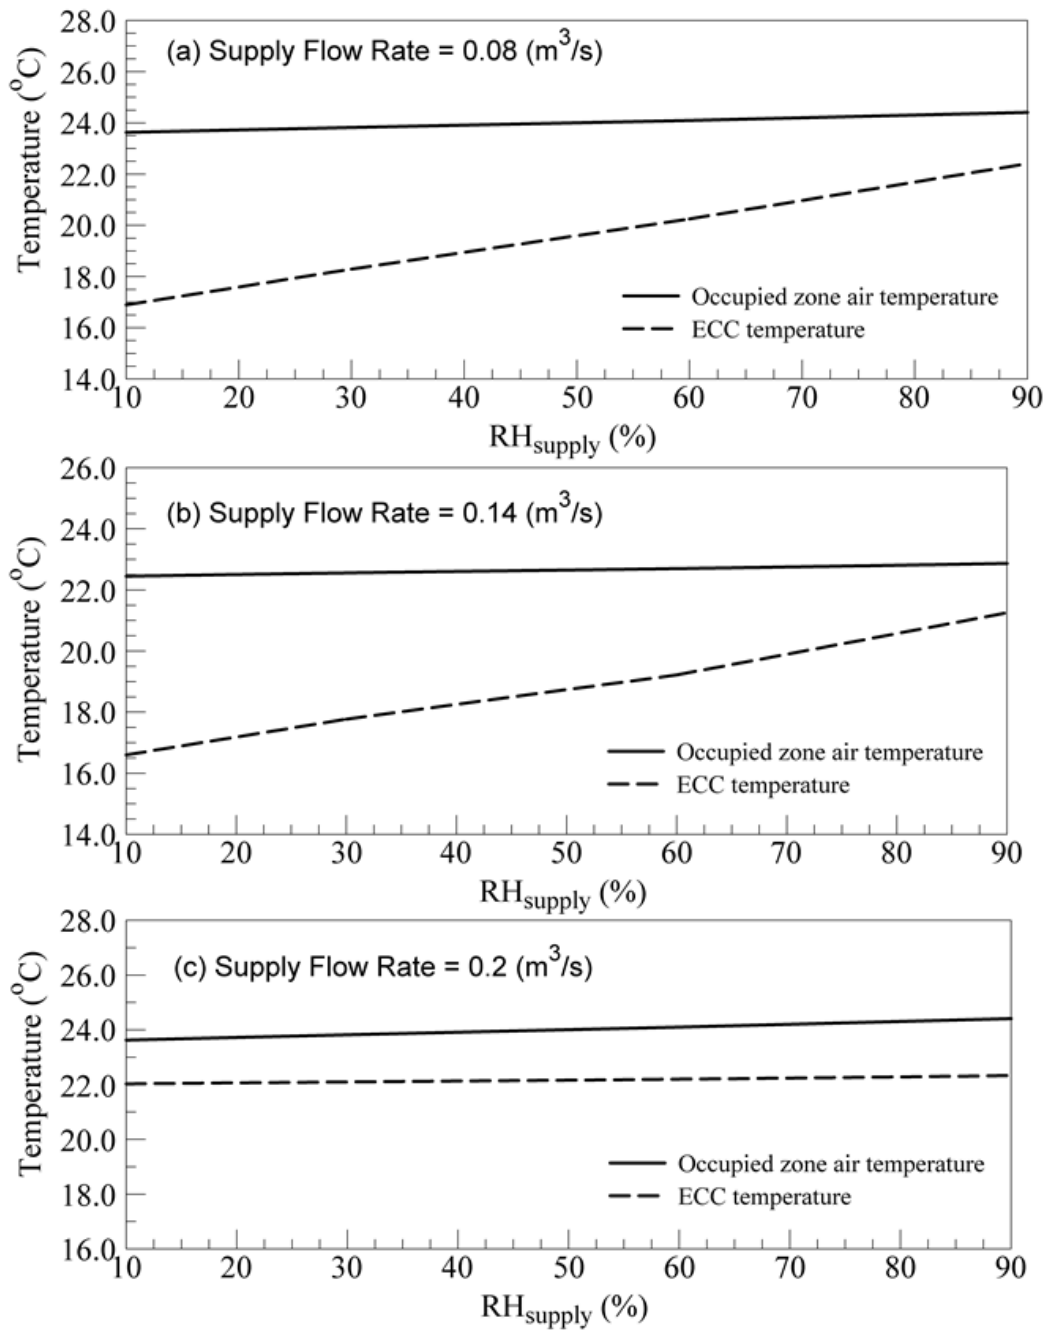 28.0
(a) Supply Flow Rate = 0.08 (m³/s)
26.0
24.0
22.0
20.0
18.0
16.0
14.0
Temperature (°C)
Occupied zone air temperature
ECC temperature
10 20 30 40 50 60 70 80 90
RHsupply (%)
26.0
(b) Supply Flow Rate = 0.14 (m³/s)
24.0
22.0
20.0
18.0
16.0
14.0
Temperature (°C)
Occupied zone air temperature
ECC temperature
10 20 30 40 50 60 70 80 90
RHsupply (%)
28.0
(c) Supply Flow Rate = 0.2 (m³/s)
26.0
24.0
22.0
20.0
18.0
16.0
Temperature (°C)
Occupied zone air temperature
ECC temperature
10 20 30 40 50 60 70 80 90
RHsupply (%)